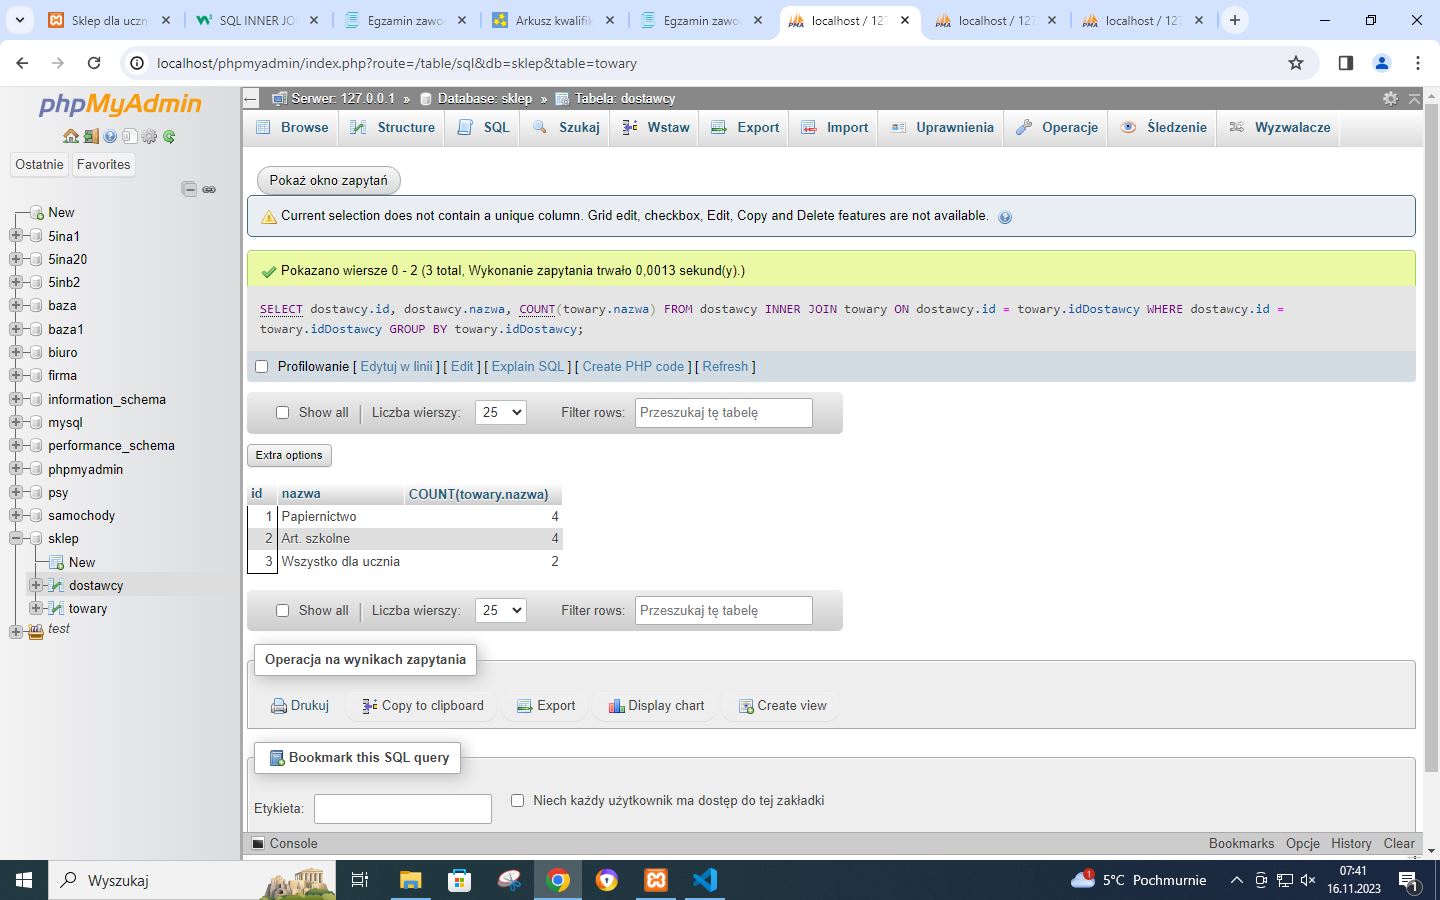 Sklep dla uczn
SQL INNER JO
Egzamin zawo
Arkusz kwalifik
Egzamin zawo
localhost / 127
localhost / 127
localhost / 127
localhost/phpmyadmin/index.php?route=/table/sql&db=sklep&table=towary
phpMyAdmin
Ostatnie
Favorites
New
5ina1
5ina20
5inb2
baza
baza1
biuro
firma
information_schema
mysql
performance_schema
phpmyadmin
psy
samochody
sklep
New
dostawcy
towary
test
Serwer: 127.0.0.1 » Database: sklep » Tabela: dostawcy
Browse Structure SQL Szukaj Wstaw Export Import Uprawnienia Operacje Śledzenie Wyzwalacze
Pokaż okno zapytań
Current selection does not contain a unique column. Grid edit, checkbox, Edit, Copy and Delete features are not available.
Pokazano wiersze 0 - 2 (3 total, Wykonanie zapytania trwało 0,0013 sekund(y).)
SELECT dostawcy.id, dostawcy.nazwa, COUNT(towary.nazwa) FROM dostawcy INNER JOIN towary ON dostawcy.id = towary.idDostawcy WHERE dostawcy.id =
towary.idDostawcy GROUP BY towary.idDostawcy;
Profilowanie [ Edytuj w linii ] [ Edit ] [ Explain SQL ] [ Create PHP code ] [ Refresh ]
Show all | Liczba wierszy: 25 Filter rows: Przeszukaj tę tabelę
Extra options
id nazwa COUNT(towary.nazwa)
1 Papiernictwo 4
2 Art. szkolne 4
3 Wszystko dla ucznia 2
Show all | Liczba wierszy: 25 Filter rows: Przeszukaj tę tabelę
Operacja na wynikach zapytania
Drukuj Copy to clipboard Export Display chart Create view
Bookmark this SQL query
Etykieta: Niech każdy użytkownik ma dostęp do tej zakładki
Console Bookmarks Opcje History Clear
Wyszukaj
1
5°C Pochmurnie
07:41
16.11.2023
1